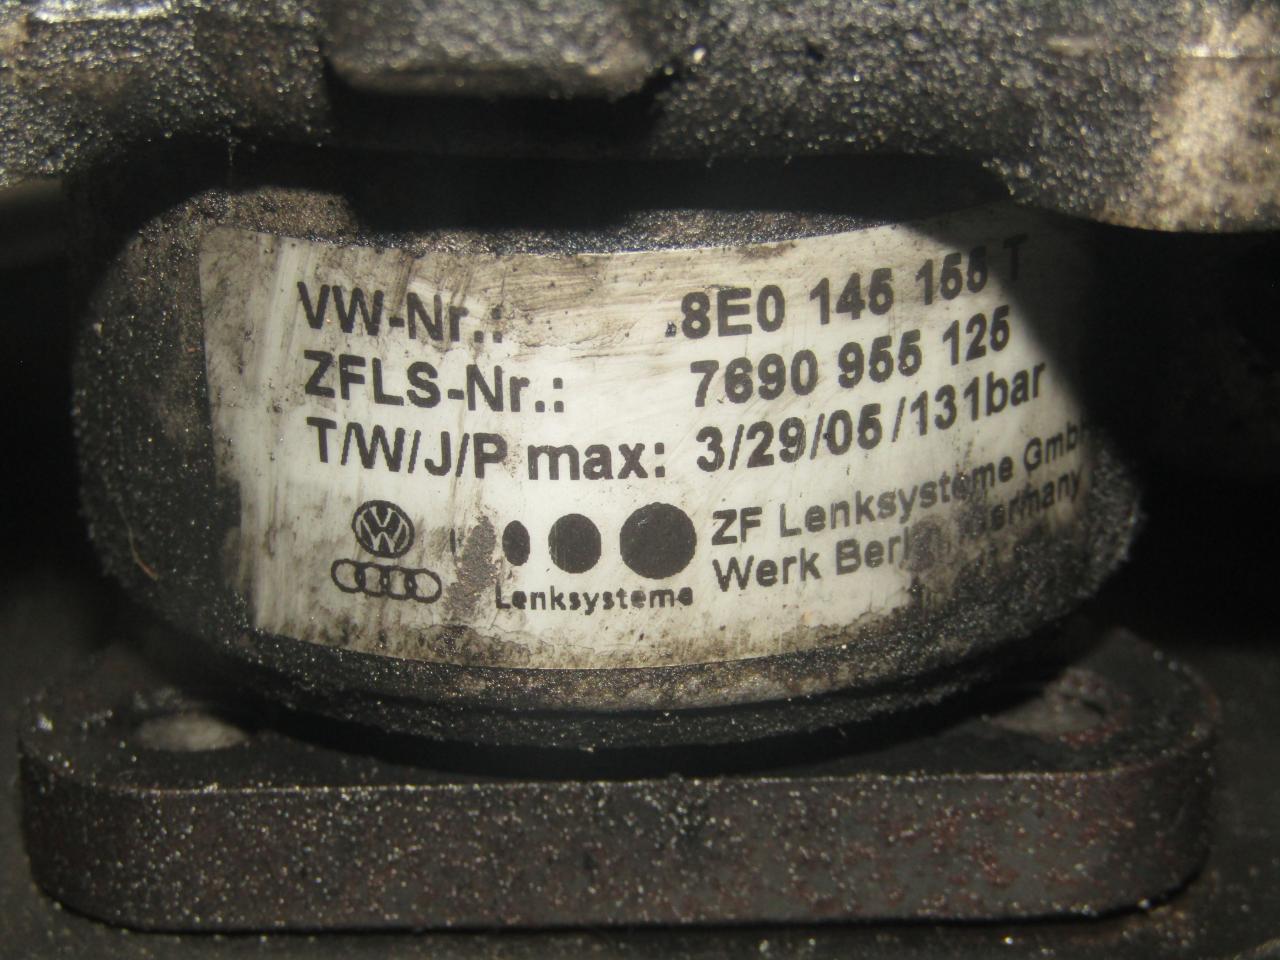 VW-Nr.: 8E0 145 155 T
ZFLS-Nr.: 7690 955 125
T/W/J/P max: 3/29/05/131bar
ZF Lenksysteme GmbH
Werk Berlin Germany
Lenksysteme